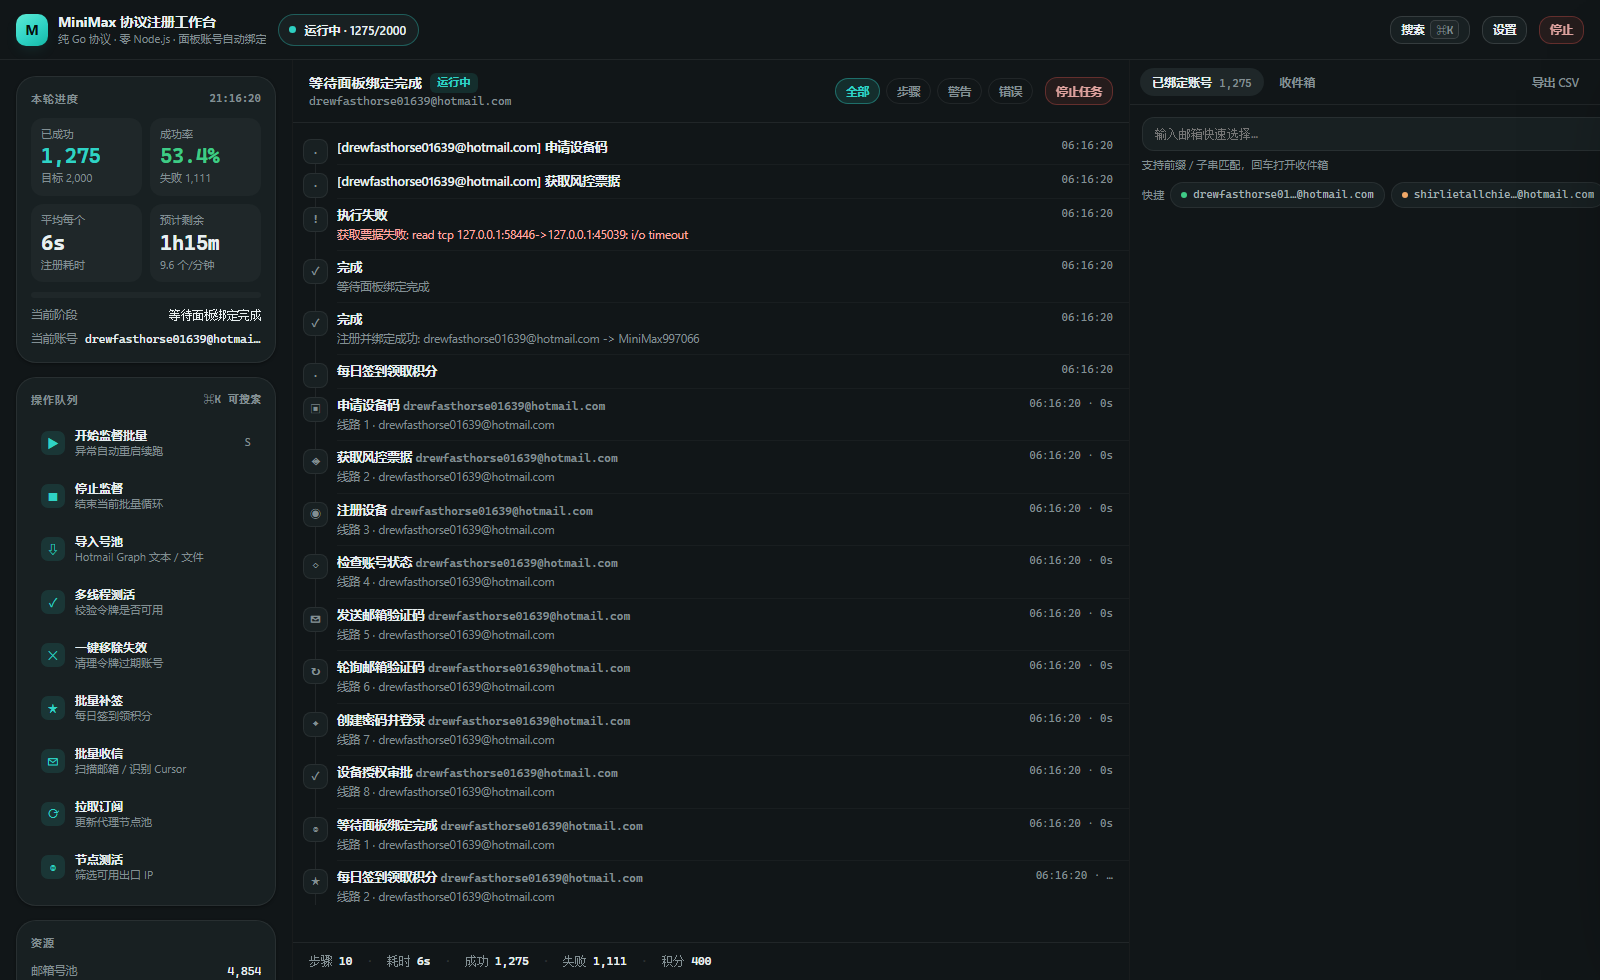 M
MiniMax 协议注册工作台
纯 Go 协议 · 零 Node.js · 面板账号自动绑定
运行中 · 1275/2000
搜索 ⌘K
设置
停止
本轮进度 21:16:20
已成功
1,275
目标 2,000
成功率
53.4%
失败 1,111
平均每个
6s
注册耗时
预计剩余
1h15m
9.6 个/分钟
当前阶段 等待面板绑定完成
当前账号 drewfasthorse01639@hotmai…
操作队列 ⌘K 可搜索
开始监督批量 S
异常自动重启续跑
停止监督
结束当前批量循环
导入号池
Hotmail Graph 文本 / 文件
多线程测活
校验令牌是否可用
一键移除失效
清理令牌过期账号
批量补签
每日签到领积分
批量收信
扫描邮箱 / 识别 Cursor
拉取订阅
更新代理节点池
节点测活
筛选可用出口 IP
资源
邮箱号池 4,854
等待面板绑定完成 运行中
drewfasthorse01639@hotmail.com
全部 步骤 警告 错误 停止任务
[drewfasthorse01639@hotmail.com] 申请设备码 06:16:20
[drewfasthorse01639@hotmail.com] 获取风控票据 06:16:20
执行失败 06:16:20
获取票据失败: read tcp 127.0.0.1:58446->127.0.0.1:45039: i/o timeout
完成 06:16:20
等待面板绑定完成
完成 06:16:20
注册并绑定成功: drewfasthorse01639@hotmail.com -> MiniMax997066
每日签到领取积分 06:16:20
申请设备码 drewfasthorse01639@hotmail.com 06:16:20 · 0s
线路 1 · drewfasthorse01639@hotmail.com
获取风控票据 drewfasthorse01639@hotmail.com 06:16:20 · 0s
线路 2 · drewfasthorse01639@hotmail.com
注册设备 drewfasthorse01639@hotmail.com 06:16:20 · 0s
线路 3 · drewfasthorse01639@hotmail.com
检查账号状态 drewfasthorse01639@hotmail.com 06:16:20 · 0s
线路 4 · drewfasthorse01639@hotmail.com
发送邮箱验证码 drewfasthorse01639@hotmail.com 06:16:20 · 0s
线路 5 · drewfasthorse01639@hotmail.com
轮询邮箱验证码 drewfasthorse01639@hotmail.com 06:16:20 · 0s
线路 6 · drewfasthorse01639@hotmail.com
创建密码并登录 drewfasthorse01639@hotmail.com 06:16:20 · 0s
线路 7 · drewfasthorse01639@hotmail.com
设备授权审批 drewfasthorse01639@hotmail.com 06:16:20 · 0s
线路 8 · drewfasthorse01639@hotmail.com
等待面板绑定完成 drewfasthorse01639@hotmail.com 06:16:20 · 0s
线路 1 · drewfasthorse01639@hotmail.com
每日签到领取积分 drewfasthorse01639@hotmail.com 06:16:20 · …
线路 2 · drewfasthorse01639@hotmail.com
步骤 10 · 耗时 6s · 成功 1,275 · 失败 1,111 · 积分 400
已绑定账号 1,275
收件箱
导出 CSV
输入邮箱快速选择…
支持前缀 / 子串匹配，回车打开收件箱
快捷 drewfasthorse01…@hotmail.com shirlietallchie…@hotmail.com